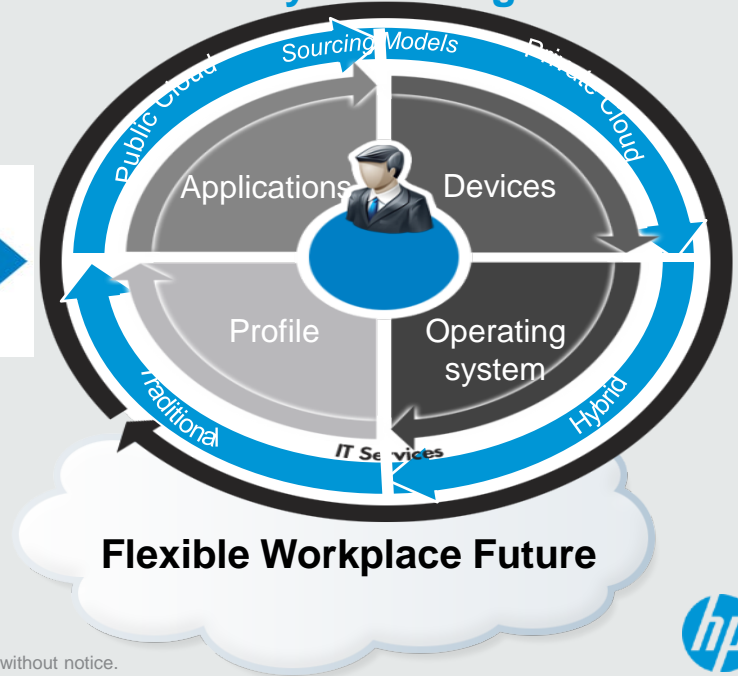 Sourcing Models
Public Cloud
Private Cloud
Applications
Devices
Profile
Operating
system
Traditional
Hybrid
IT Services
Flexible Workplace Future
hp
without notice.